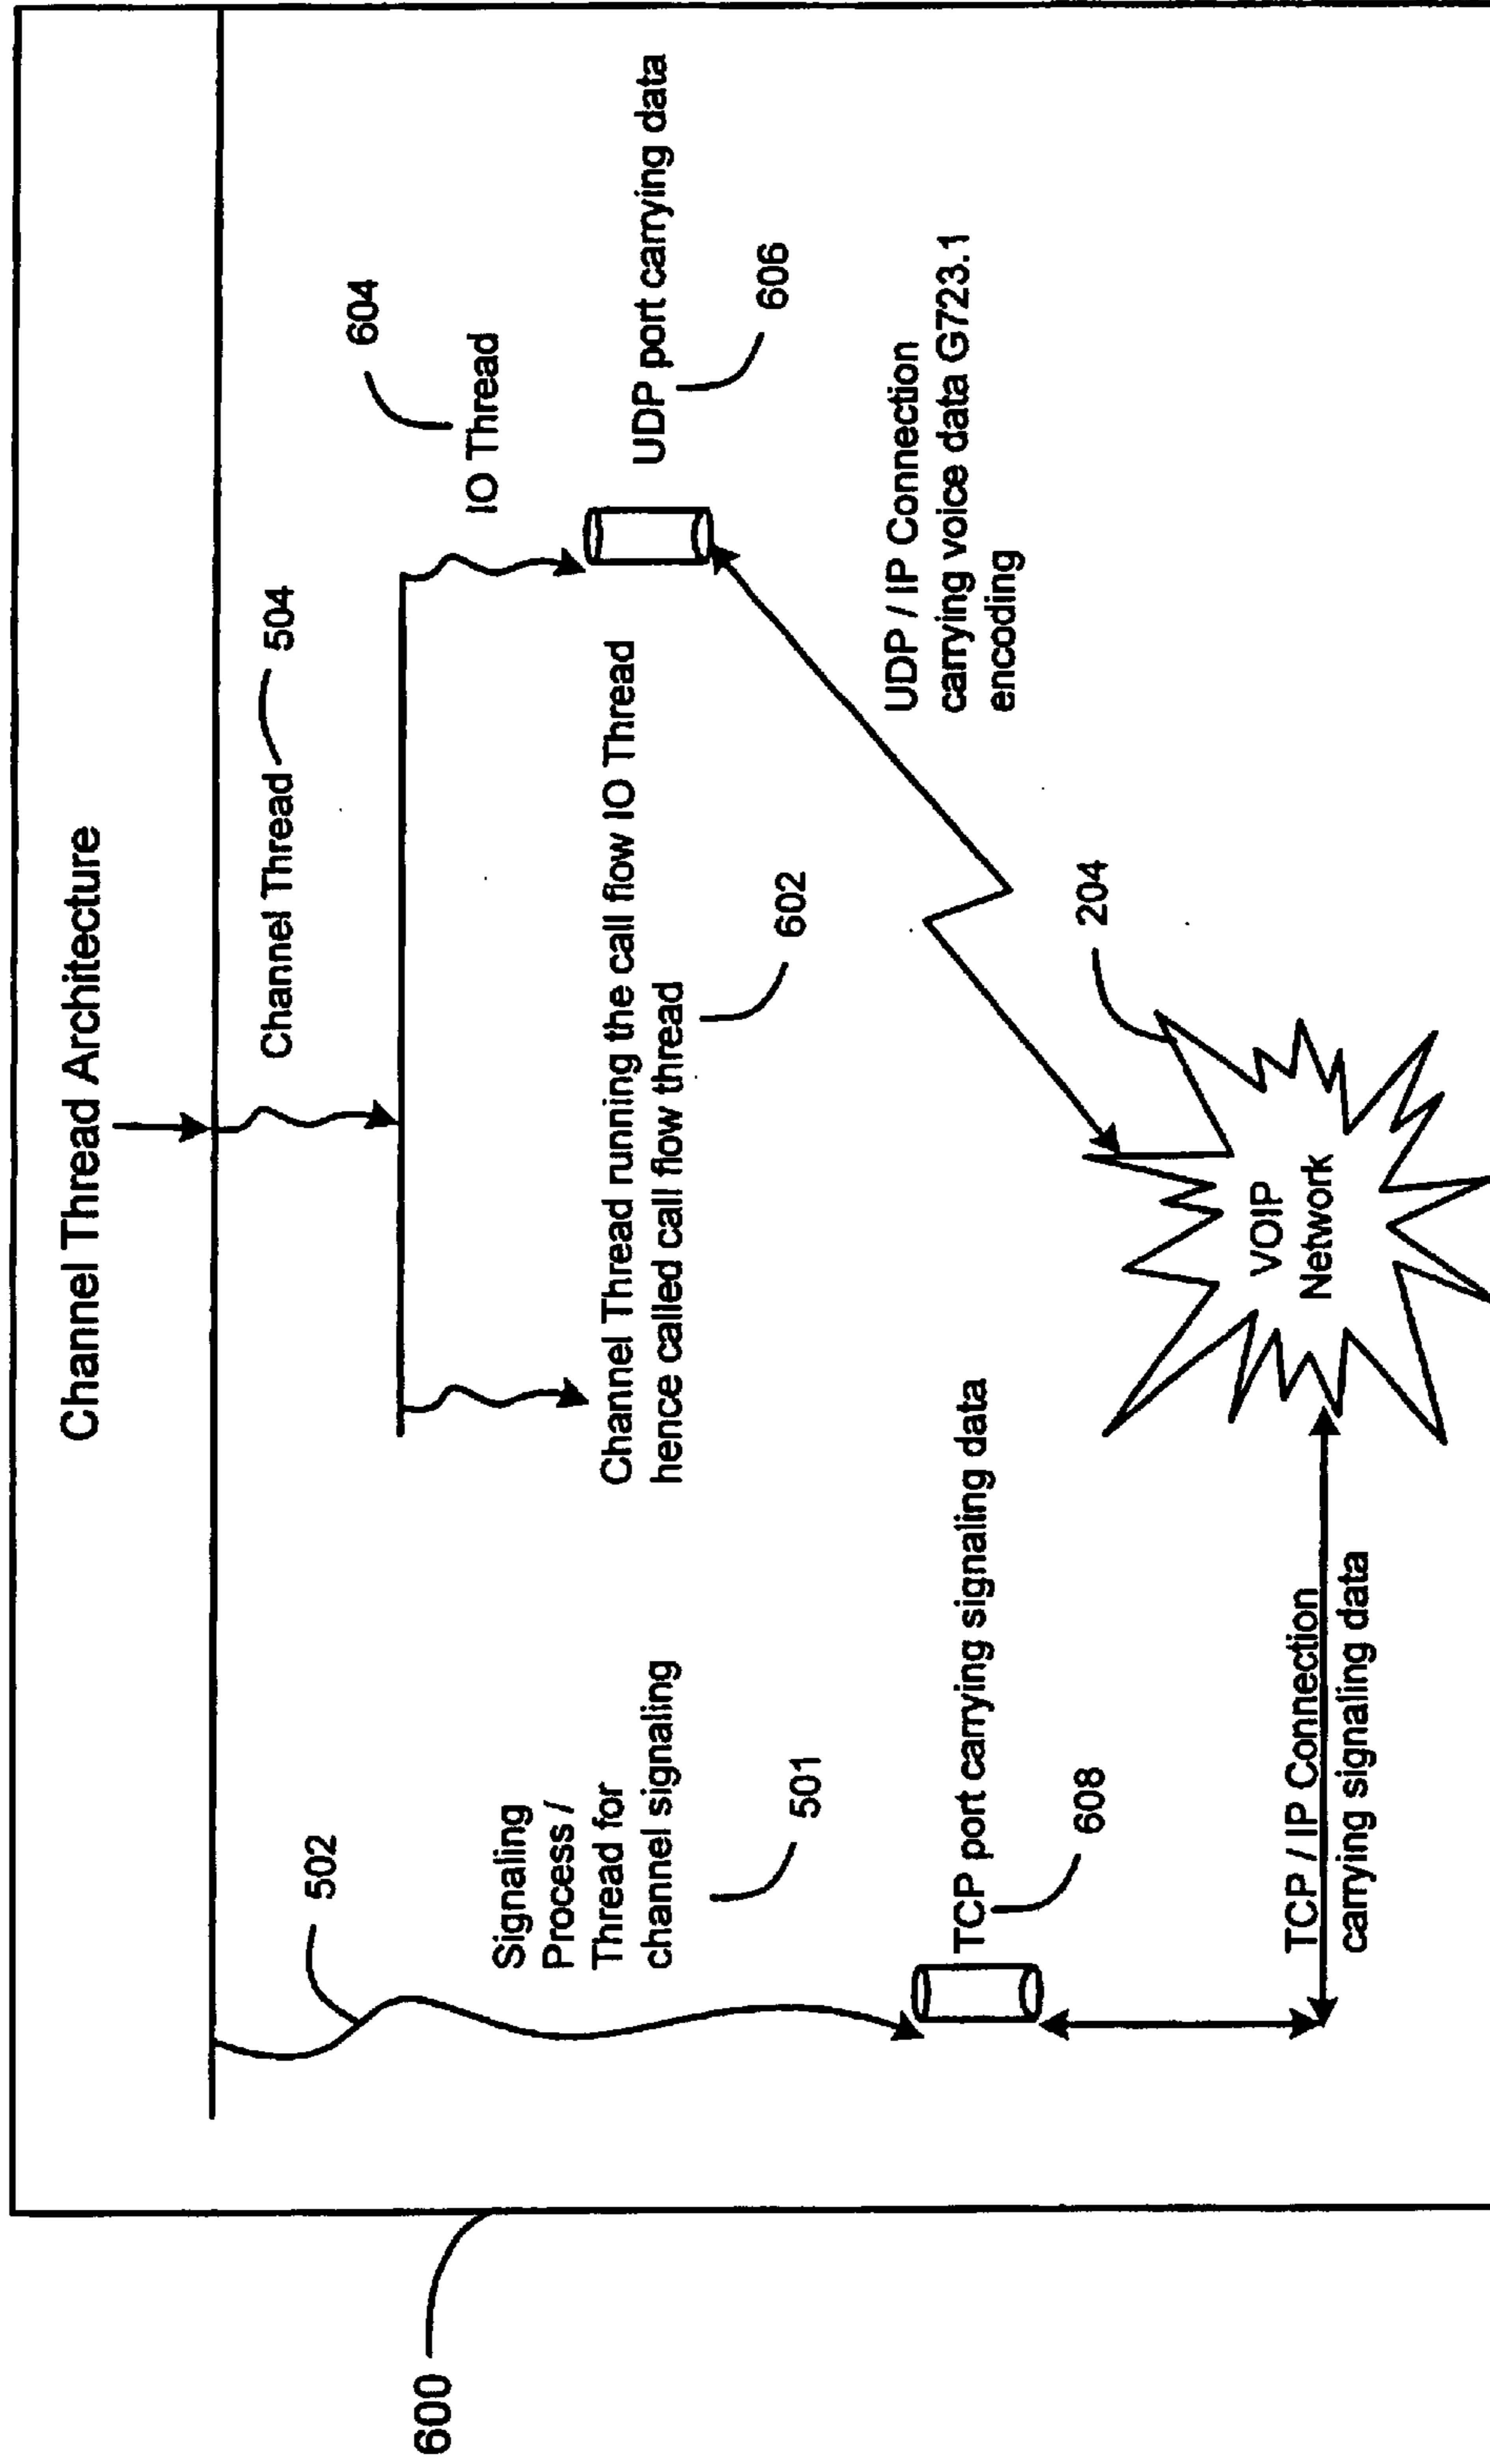 Channel Thread Architecture
Channel Thread
504
502
604
IO Thread
Signaling
Process /
Thread for
channel signaling
501
Channel Thread running the call flow IO Thread
hence called call flow thread
602
UDP port carrying data
606
UDP / IP Connection
carrying voice data G723.1
encoding
TCP port carrying signaling data
608
204
VOIP
Network
TCP / IP Connection
carrying signaling data
600